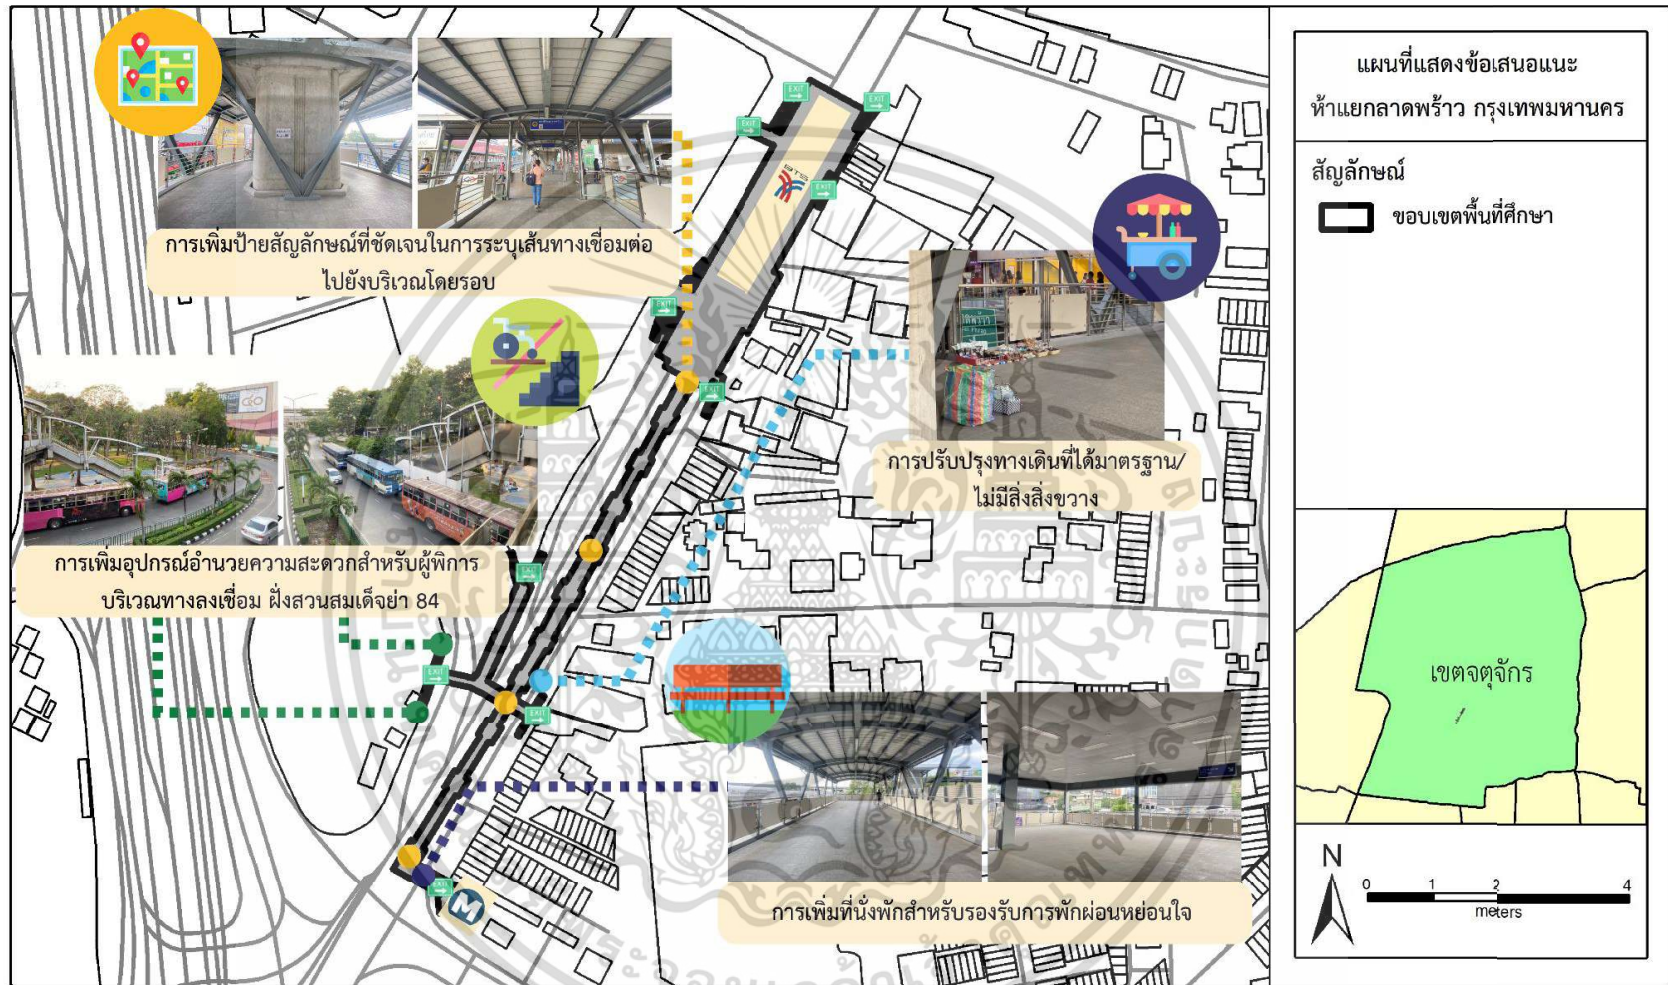 แผนที่แสดงข้อเสนอแนะ
ห้าแยกลาดพร้าว กรุงเทพมหานคร
สัญลักษณ์
ขอบเขตพื้นที่ศึกษา
EXIT
EXIT
EXIT
EXIT
BTS
การเพิ่มป้ายสัญลักษณ์ที่ชัดเจนในการระบุเส้นทางเชื่อมต่อ
ไปยังบริเวณโดยรอบ
EXIT
EXIT
การปรับปรุงทางเดินที่ได้มาตรฐาน/
ไม่มีสิ่งสิ่งขวาง
การเพิ่มอุปกรณ์อำนวยความสะดวกสำหรับผู้พิการ
บริเวณทางลงเชื่อม ฝั่งสวนสมเด็จย่า 84
EXIT
EXIT
EXIT
EXIT
M
การเพิ่มที่นั่งพักสำหรับรองรับการพักผ่อนหย่อนใจ
เขตจตุจักร
N
0 1 2 4
meters